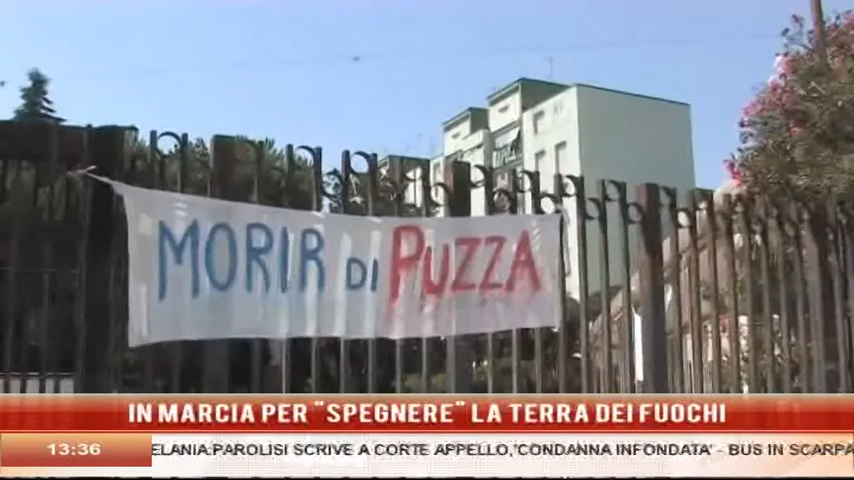 MORIR DI PUZZA
IN MARCIA PER "SPEGNERE" LA TERRA DEI FUOCHI
13:36
ELANIA:PAROLISI SCRIVE A CORTE APPELLO,'CONDANNA INFONDATA' - BUS IN SCARPA